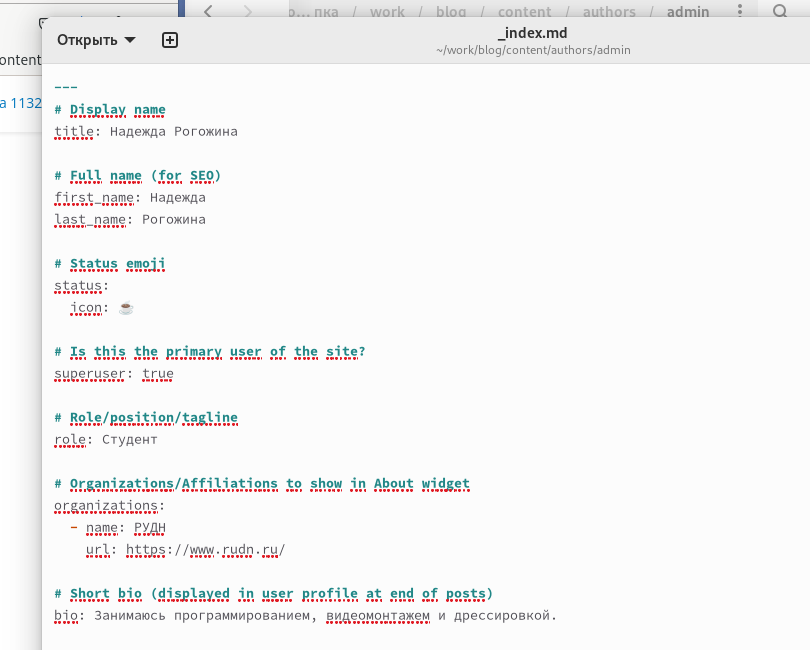 о... пка / work / blog / content / authors / admin
Открыть
_index.md
~/work/blog/content/authors/admin
ontent
а 1132
---
# Display name
title: Надежда Рогожина
# Full name (for SEO)
first_name: Надежда
last_name: Рогожина
# Status emoji
status:
icon: ☕
# Is this the primary user of the site?
superuser: true
# Role/position/tagline
role: Студент
# Organizations/Affiliations to show in About widget
organizations:
- name: РУДН
url: https://www.rudn.ru/
# Short bio (displayed in user profile at end of posts)
bio: Занимаюсь программированием, видеомонтажем и дрессировкой.